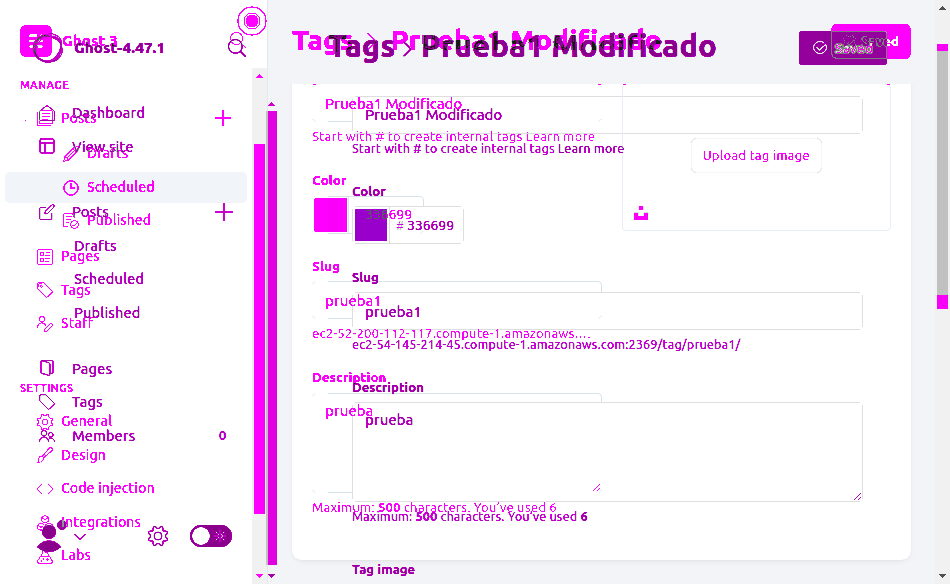 Ghost 3
Ghost-4.47.1
Tags > Prueba1 Modificado
Tags > Prueba1 Modificado
Saved
Saved
MANAGE
Dashboard
Posts
View site
Drafts
Scheduled
Posts
Published
Drafts
Pages
Scheduled
Tags
Published
Staff
Pages
SETTINGS
Tags
General
Members 0
Design
Code injection
Integrations
Labs
Prueba1 Modificado
Prueba1 Modificado
Start with # to create internal tags Learn more
Start with # to create internal tags Learn more
Upload tag image
Color
Color
336699
# 336699
Slug
Slug
prueba1
prueba1
ec2-52-200-112-117.compute-1.amazonaws....
ec2-54-145-214-45.compute-1.amazonaws.com:2369/tag/prueba1/
Description
Description
prueba
prueba
Maximum: 500 characters. You've used 6
Maximum: 500 characters. You've used 6
Tag image